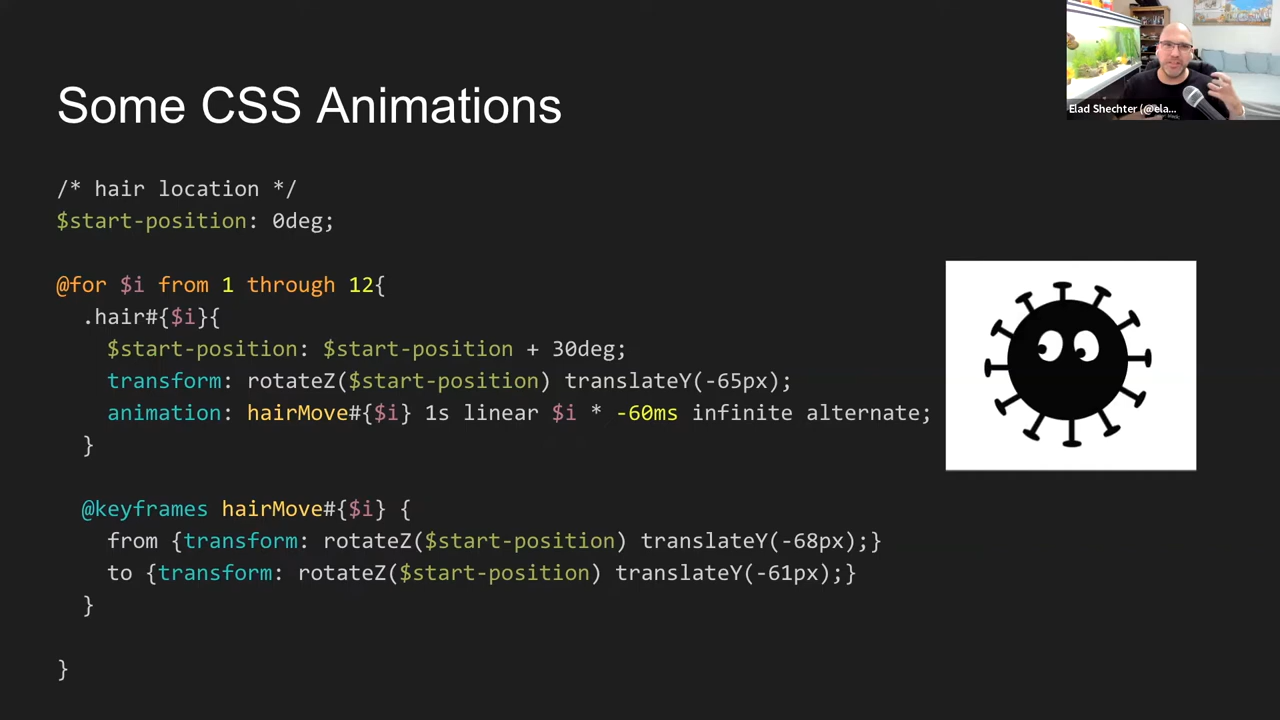 Some CSS Animations
Elad Shechter (@ela...
/* hair location */
$start-position: 0deg;
@for $i from 1 through 12{
.hair#{$i}{
$start-position: $start-position + 30deg;
transform: rotateZ($start-position) translateY(-65px);
animation: hairMove#{$i} 1s linear $i * -60ms infinite alternate;
}
@keyframes hairMove#{$i} {
from {transform: rotateZ($start-position) translateY(-68px);}
to {transform: rotateZ($start-position) translateY(-61px);}
}
}